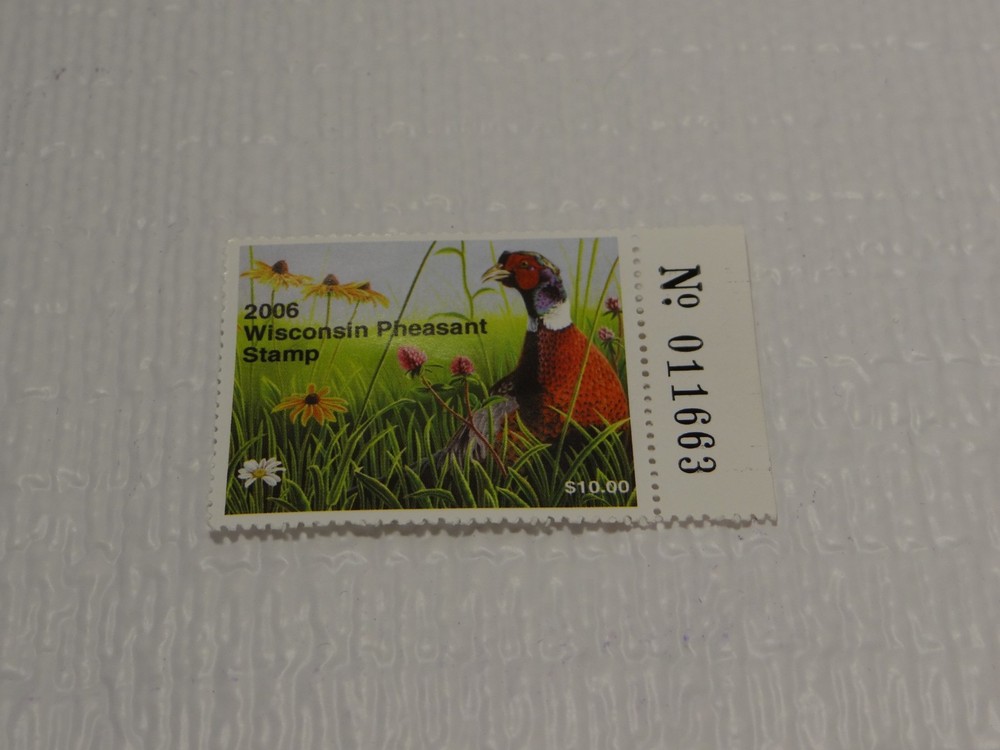 2006
Wisconsin Pheasant
Stamp
$10.00
No. 011663